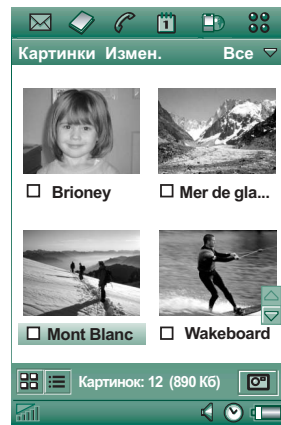 Картинки Измен. Все
Brioney
Mer de gla...
Mont Blanc
Wakeboard
Картинок: 12 (890 Кб)